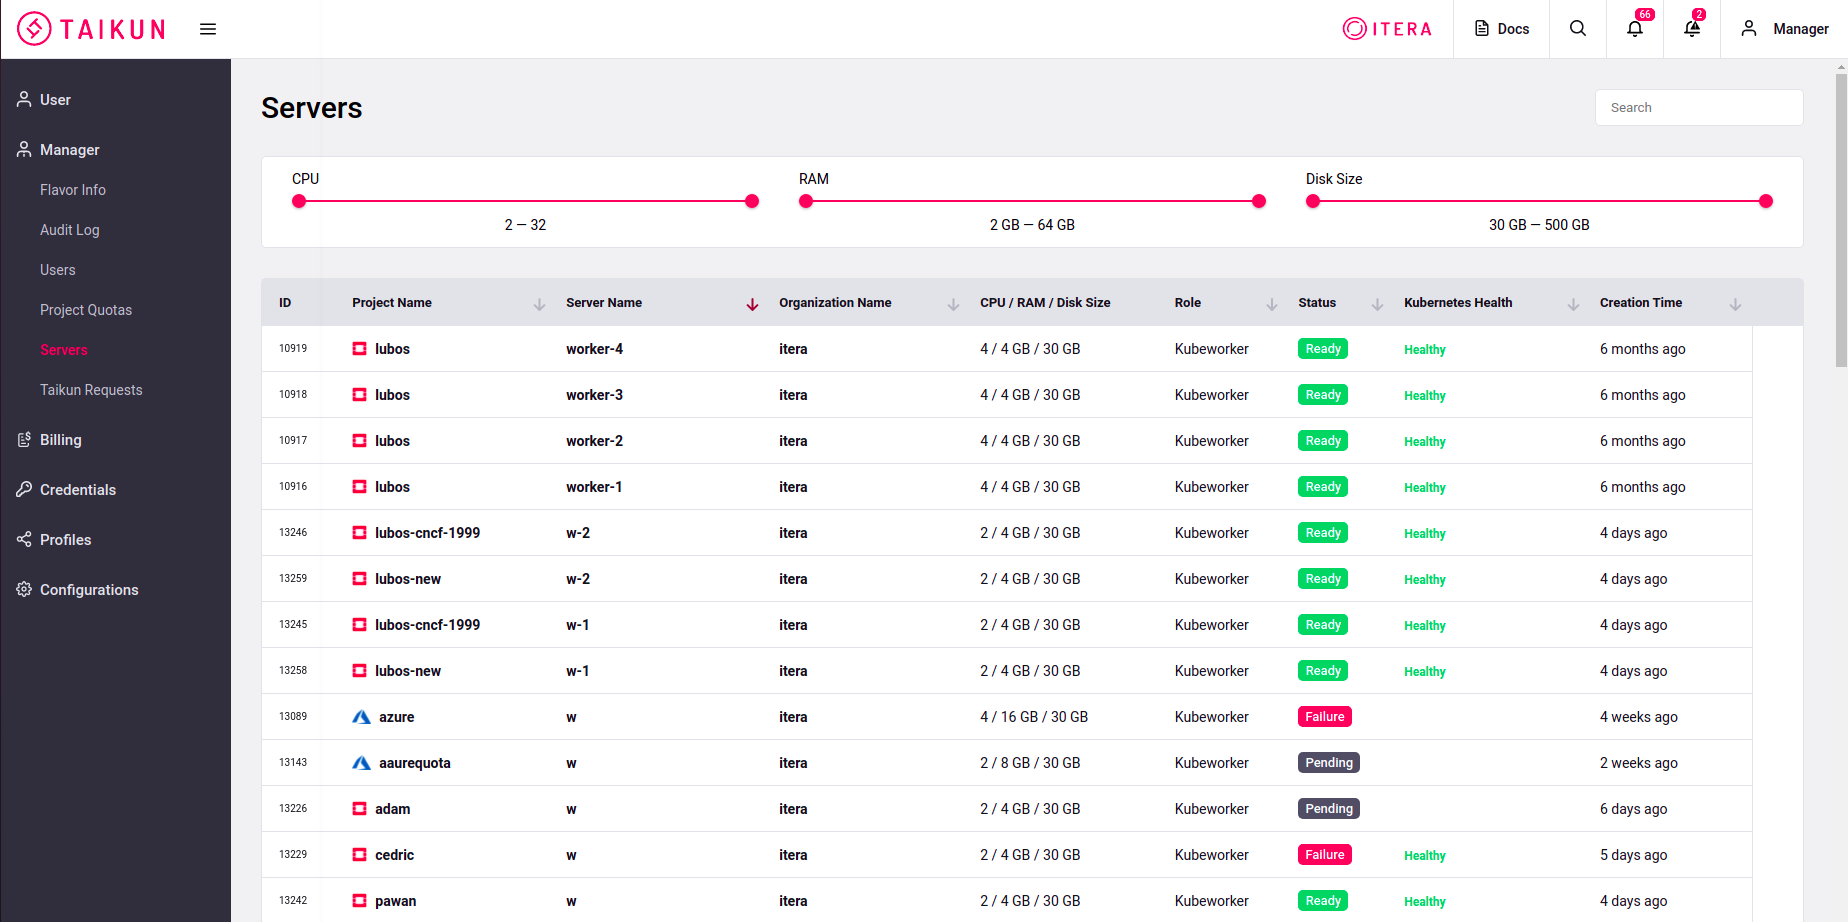 TAIKUN
ITERA
Docs
66
2
Manager
User
Manager
Flavor Info
Audit Log
Users
Project Quotas
Servers
Taikun Requests
Billing
Credentials
Profiles
Configurations
Servers
Search
CPU RAM Disk Size
2 — 32 2 GB — 64 GB 30 GB — 500 GB
ID Project Name Server Name Organization Name CPU / RAM / Disk Size Role Status Kubernetes Health Creation Time
10919 lubos worker-4 itera 4 / 4 GB / 30 GB Kubeworker Ready Healthy 6 months ago
10918 lubos worker-3 itera 4 / 4 GB / 30 GB Kubeworker Ready Healthy 6 months ago
10917 lubos worker-2 itera 4 / 4 GB / 30 GB Kubeworker Ready Healthy 6 months ago
10916 lubos worker-1 itera 4 / 4 GB / 30 GB Kubeworker Ready Healthy 6 months ago
13246 lubos-cncf-1999 w-2 itera 2 / 4 GB / 30 GB Kubeworker Ready Healthy 4 days ago
13259 lubos-new w-2 itera 2 / 4 GB / 30 GB Kubeworker Ready Healthy 4 days ago
13245 lubos-cncf-1999 w-1 itera 2 / 4 GB / 30 GB Kubeworker Ready Healthy 4 days ago
13258 lubos-new w-1 itera 2 / 4 GB / 30 GB Kubeworker Ready Healthy 4 days ago
13089 azure w itera 4 / 16 GB / 30 GB Kubeworker Failure 4 weeks ago
13143 aaurequota w itera 2 / 8 GB / 30 GB Kubeworker Pending 2 weeks ago
13226 adam w itera 2 / 4 GB / 30 GB Kubeworker Pending 6 days ago
13229 cedric w itera 2 / 4 GB / 30 GB Kubeworker Failure Healthy 5 days ago
13242 pawan w itera 2 / 4 GB / 30 GB Kubeworker Ready Healthy 4 days ago